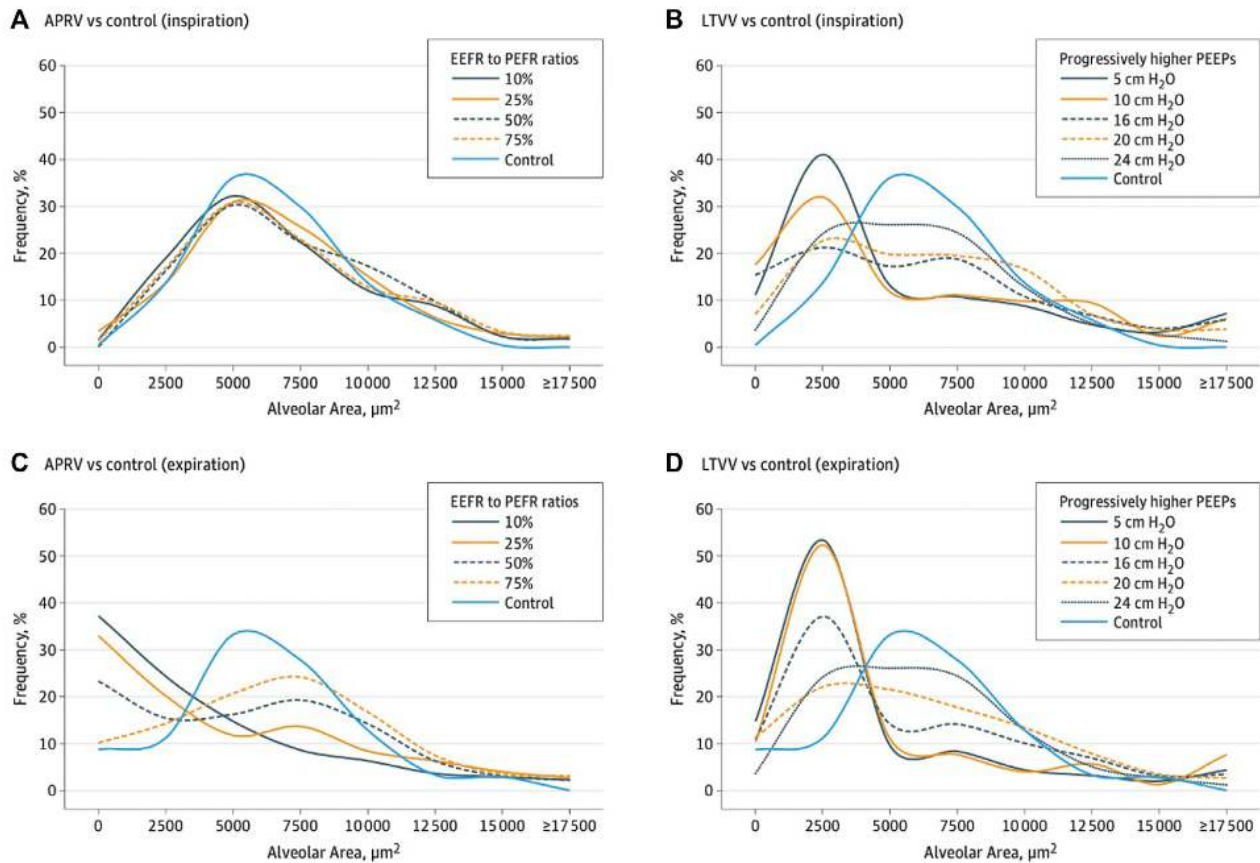 A APRV vs control (inspiration)
EEFR to PEFR ratios
10%
25%
50%
75%
Control
Frequency, %
60
50
40
30
20
10
0
0 2500 5000 7500 10000 12500 15000 ≥17500
Alveolar Area, µm²
B LTVV vs control (inspiration)
Progressively higher PEEPs
5 cm H₂O
10 cm H₂O
16 cm H₂O
20 cm H₂O
24 cm H₂O
Control
Frequency, %
60
50
40
30
20
10
0
0 2500 5000 7500 10000 12500 15000 ≥17500
Alveolar Area, µm²
C APRV vs control (expiration)
EEFR to PEFR ratios
10%
25%
50%
75%
Control
Frequency, %
60
50
40
30
20
10
0
0 2500 5000 7500 10000 12500 15000 ≥17500
Alveolar Area, µm²
D LTVV vs control (expiration)
Progressively higher PEEPs
5 cm H₂O
10 cm H₂O
16 cm H₂O
20 cm H₂O
24 cm H₂O
Control
Frequency, %
60
50
40
30
20
10
0
0 2500 5000 7500 10000 12500 15000 ≥17500
Alveolar Area, µm²